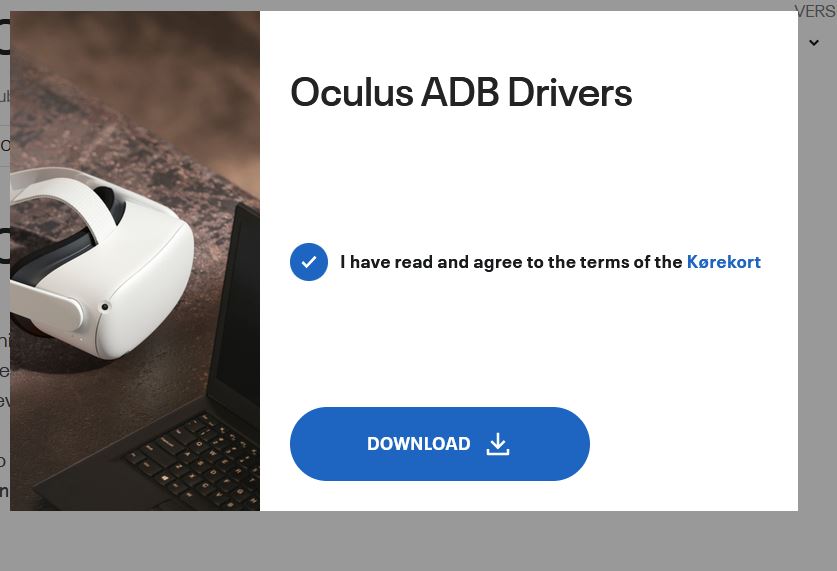 VERS
Oculus ADB Drivers
I have read and agree to the terms of the Kørekort
DOWNLOAD